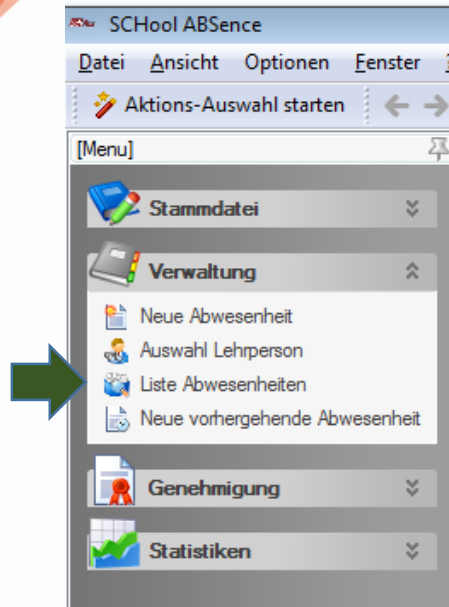 SCHool ABSence
Datei Ansicht Optionen Fenster
Aktions-Auswahl starten
[Menu]
Stammdatei
Verwaltung
Neue Abwesenheit
Auswahl Lehrperson
Liste Abwesenheiten
Neue vorhergehende Abwesenheit
Genehmigung
Statistiken